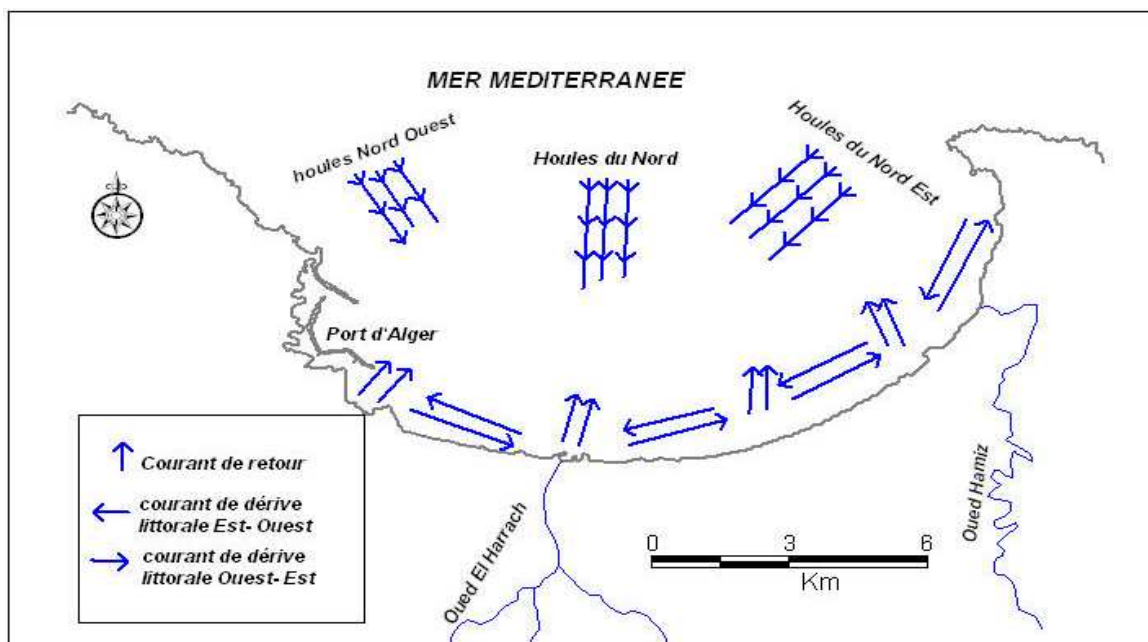 MER MEDITERRANEE
houles Nord Ouest
Houles du Nord
Houles du Nord Est
Port d'Alger
Courant de retour
courant de dérive
littorale Est- Ouest
courant de dérive
littorale Ouest- Est
Oued El Harrach
Oued Hamiz
0 3 6
Km